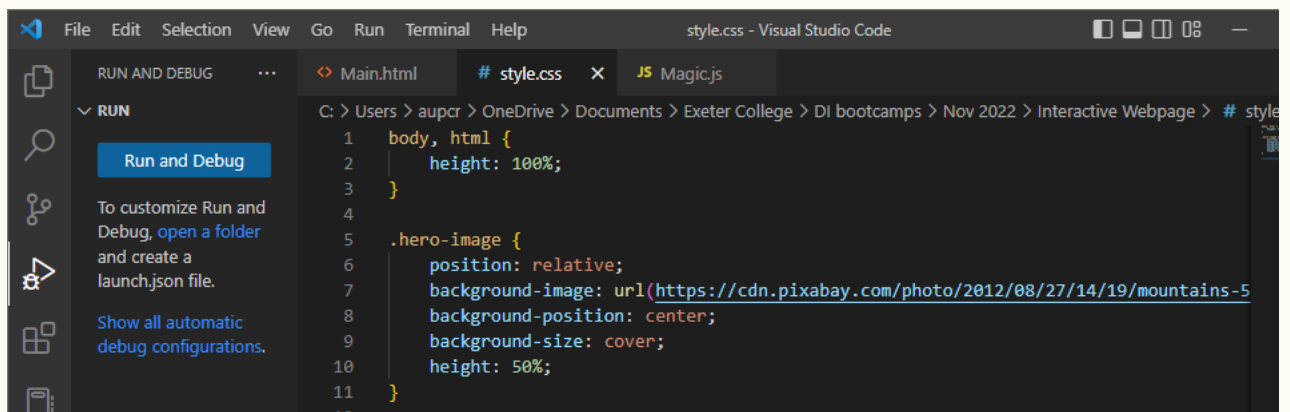 File Edit Selection View Go Run Terminal Help style.css - Visual Studio Code
RUN AND DEBUG ... <> Main.html # style.css × JS Magic.js
RUN C: > Users > aupcr > OneDrive > Documents > Exeter College > DI bootcamps > Nov 2022 > Interactive Webpage > # style
Run and Debug
To customize Run and
Debug, open a folder
and create a
launch.json file.
Show all automatic
debug configurations.
1 body, html {
2 height: 100%;
3 }
4
5 .hero-image {
6 position: relative;
7 background-image: url(https://cdn.pixabay.com/photo/2012/08/27/14/19/mountains-5
8 background-position: center;
9 background-size: cover;
10 height: 50%;
11 }